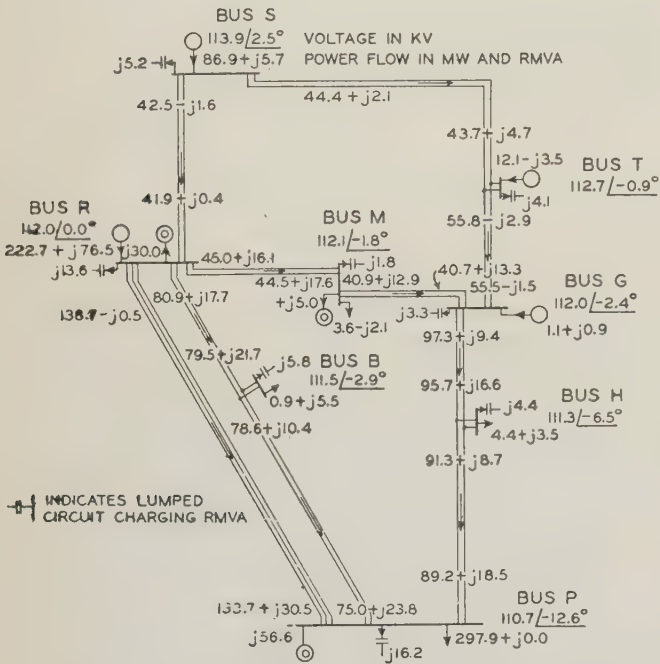 BUS S
113.9/2.5°
VOLTAGE IN KV
86.9+j5.7
POWER FLOW IN MW AND RMVA
j5.2
42.5-j1.6
44.4+j2.1
43.7+j4.7
12.1-j3.5
BUS T
112.7/-0.9°
j4.1
41.9+j0.4
55.8+j2.9
BUS R
112.0/0.0°
BUS M
112.1/-1.8°
222.7+j76.5
j30.0
j1.8
j13.6
45.0+j16.1
40.7+j13.3
44.5+j17.6
40.9+j12.9
55.5-j1.5
BUS G
112.0/-2.4°
80.9+j17.7
+j5.0
3.6-j2.1
j3.3
1.1+j0.9
138.7-j0.5
97.3+j9.4
79.5+j21.7
j5.8
BUS B
111.5/-2.9°
95.7+j16.6
j4.4
BUS H
111.3/-6.5°
0.9+j5.5
4.4+j3.5
78.6+j10.4
91.3+j8.7
INDICATES LUMPED
CIRCUIT CHARGING RMVA
89.2+j18.5
BUS P
110.7/-12.6°
133.7+j30.5
75.0+j23.8
j56.6
j16.2
297.9+j0.0